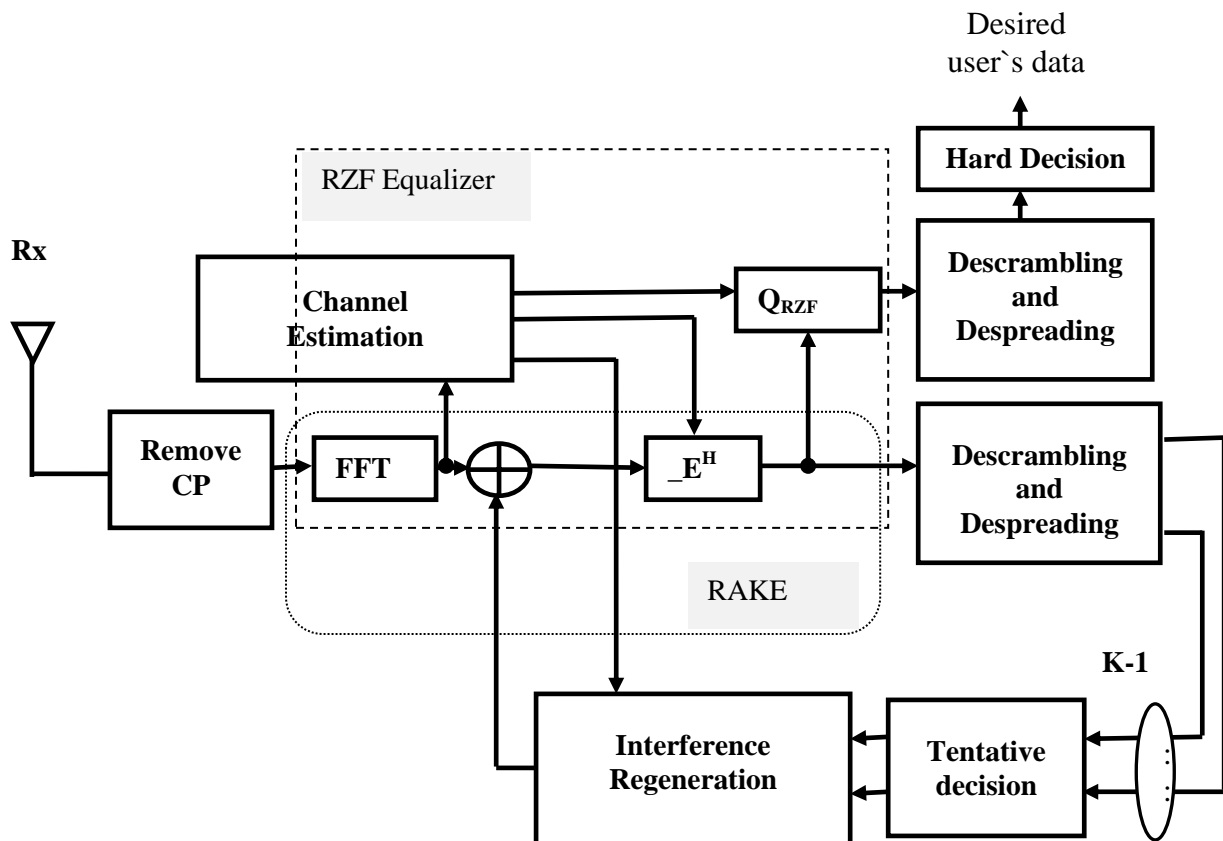 Desired
user`s data
Hard Decision
RZF Equalizer
Rx
Channel
Estimation
Q_RZF
Descrambling
and
Despreading
Remove
CP
FFT
_E^H
Descrambling
and
Despreading
RAKE
K-1
Interference
Regeneration
Tentative
decision